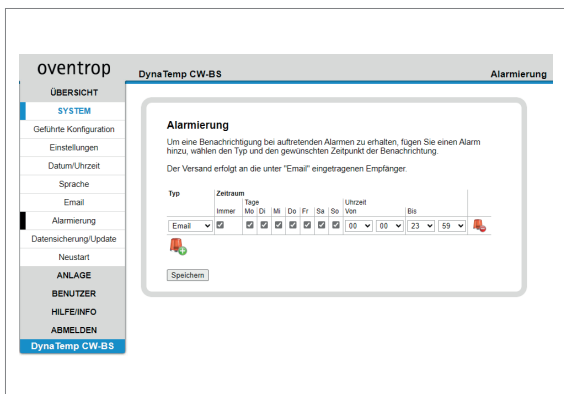 oventrop
DynaTemp CW-BS
Alarmierung
ÜBERSICHT
SYSTEM
Geführte Konfiguration
Einstellungen
Datum/Uhrzeit
Sprache
Email
Alarmierung
Datensicherung/Update
Neustart
ANLAGE
BENUTZER
HILFE/INFO
ABMELDEN
DynaTemp CW-BS
Alarmierung
Um eine Benachrichtigung bei auftretenden Alarmen zu erhalten, fügen Sie einen Alarm
hinzu, wählen den Typ und den gewünschten Zeitpunkt der Benachrichtigung.
Der Versand erfolgt an die unter "Email" eingetragenen Empfänger.
Typ Zeitraum
Tage Uhrzeit
Immer Mo Di Mi Do Fr Sa So Von Bis
Email 00 00 23 59
Speichern